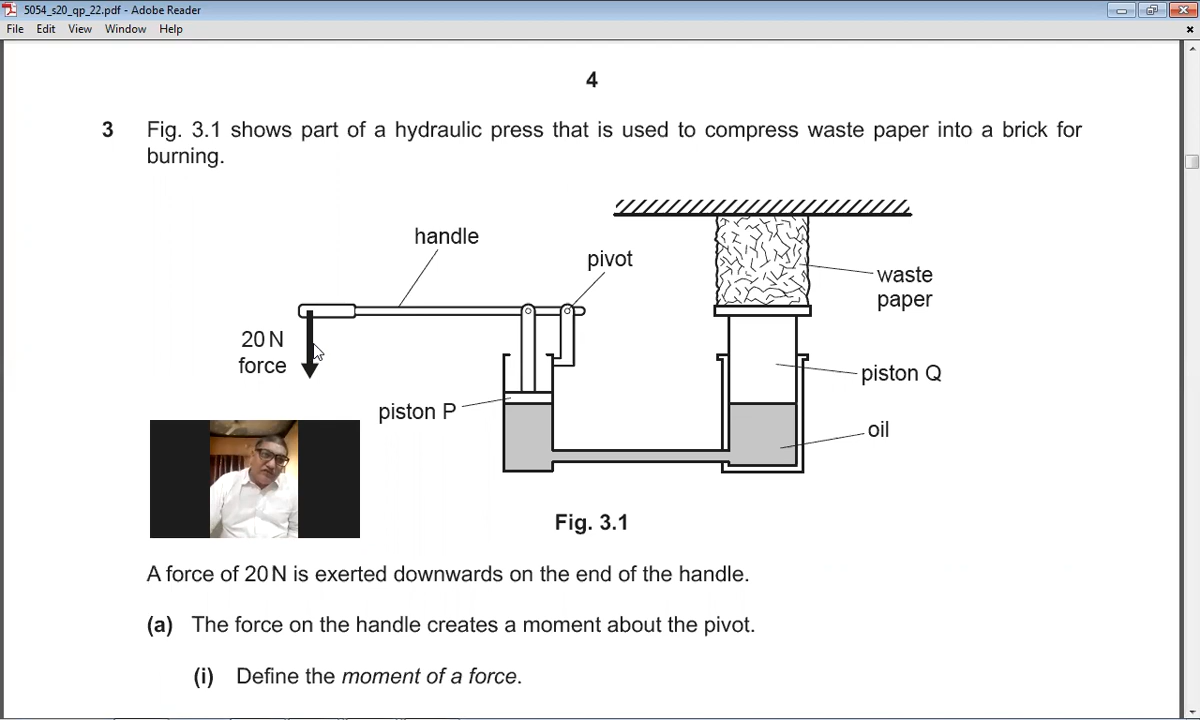 5054_s20_qp_22.pdf - Adobe Reader
File Edit View Window Help
4
3 Fig. 3.1 shows part of a hydraulic press that is used to compress waste paper into a brick for
burning.
handle
pivot
waste
paper
20 N
force
piston Q
piston P
oil
Fig. 3.1
A force of 20 N is exerted downwards on the end of the handle.
(a) The force on the handle creates a moment about the pivot.
(i) Define the moment of a force.